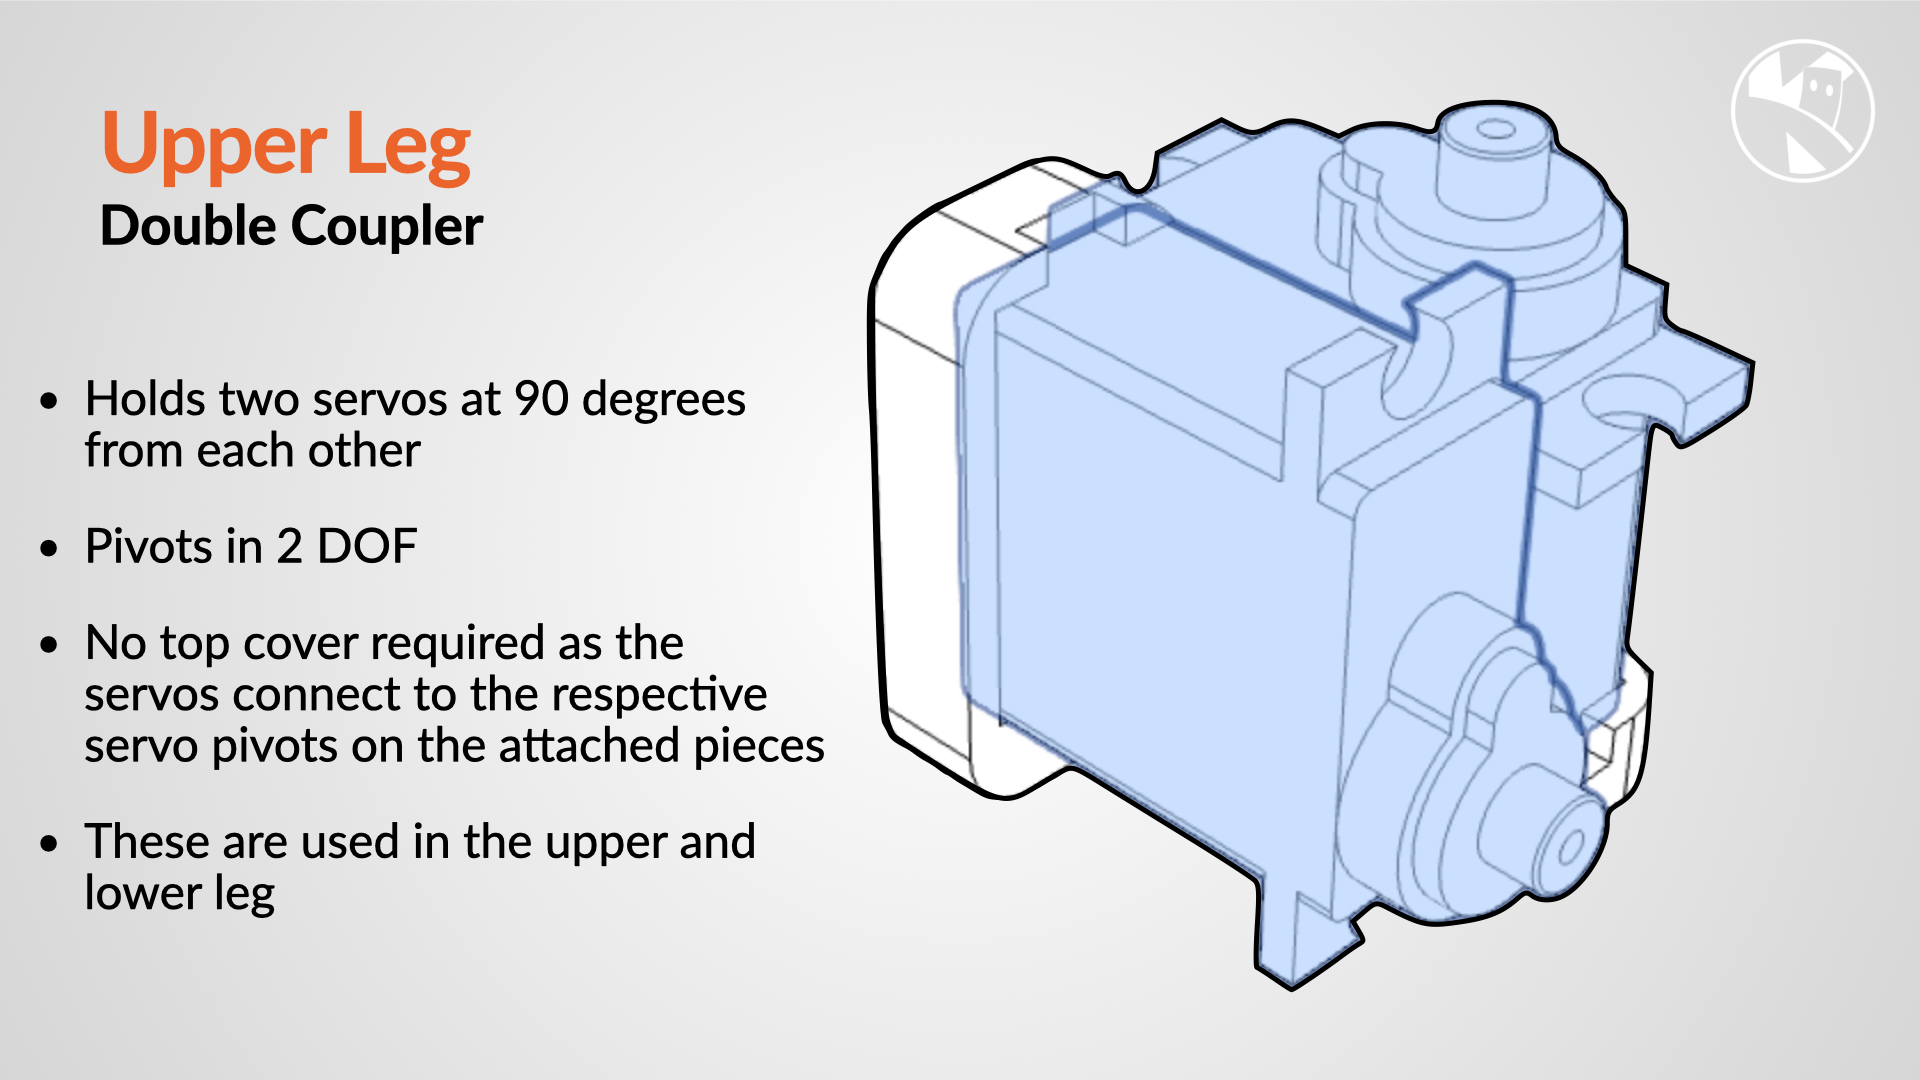 Upper Leg
Double Coupler
• Holds two servos at 90 degrees
from each other
• Pivots in 2 DOF
• No top cover required as the
servos connect to the respective
servo pivots on the attached pieces
• These are used in the upper and
lower leg